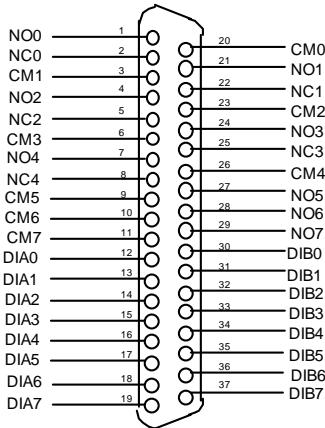 NO0 1
20 CM0
NC0 2
21 NO1
CM1 3
22 NC1
NO2 4
23 CM2
NC2 5
24 NO3
CM3 6
25 NC3
NO4 7
26 CM4
NC4 8
27 NO5
CM5 9
28 NO6
CM6 10
29 NO7
CM7 11
30 DIB0
DIA0 12
31 DIB1
DIA1 13
32 DIB2
DIA2 14
33 DIB3
DIA3 15
34 DIB4
DIA4 16
35 DIB5
DIA5 17
36 DIB6
DIA6 18
37 DIB7
DIA7 19